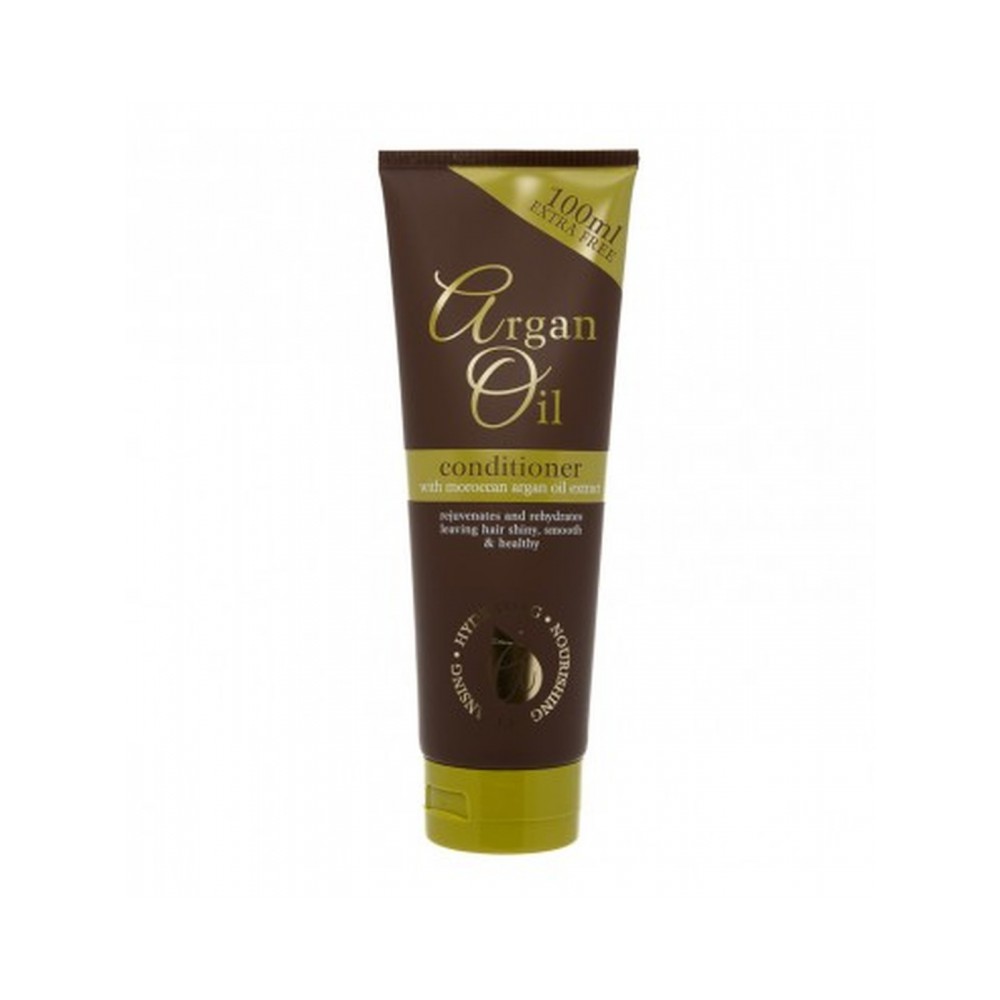 100ml
EXTRA FREE
Argan
Oil
conditioner
with moroccan argan oil extract
rejuvenates and rehydrates
leaving hair shiny, smooth
& healthy
NOURISHING